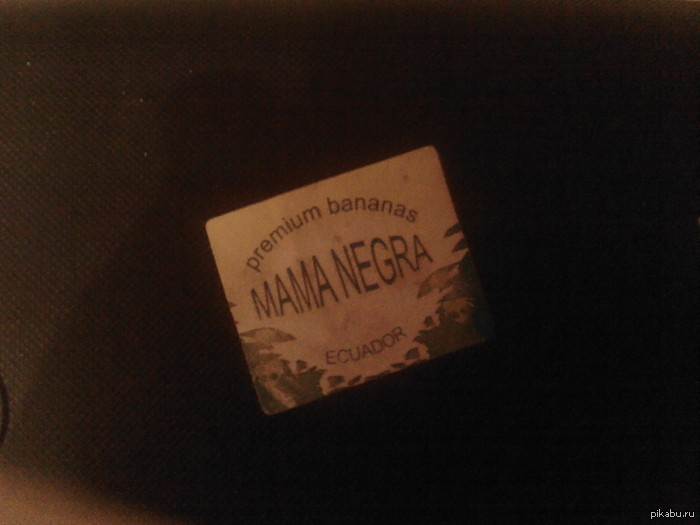 premium bananas
MAMA NEGRA
ECUADOR
pikabu.ru